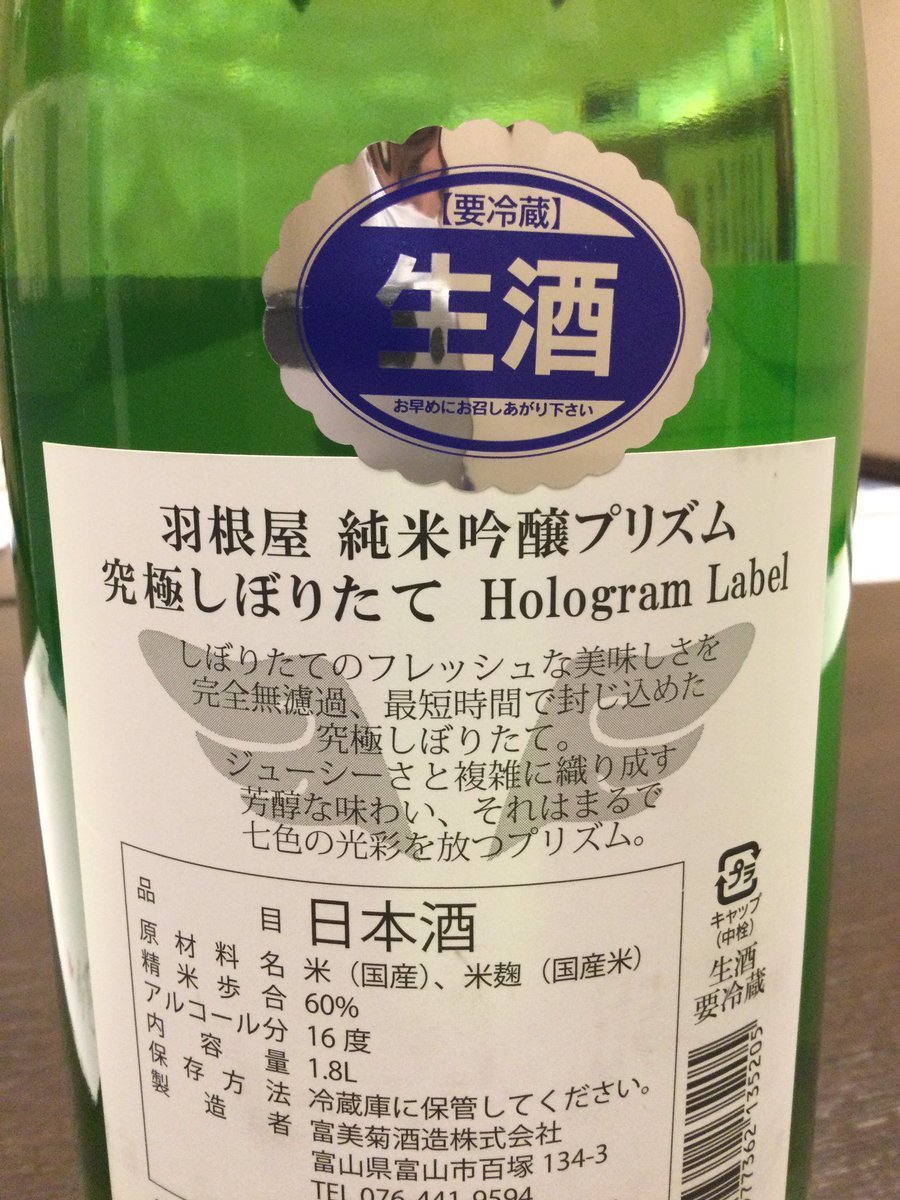 【要冷蔵】
生酒
お早めにお召しあがり下さい
羽根屋 純米吟醸プリズム
究極しぼりたて Hologram Label
しぼりたてのフレッシュな美味しさを
完全無濾過、最短時間で封じ込めた
究極しぼりたて。
ジューシーさと複雑に織り成す
芳醇な味わい、それはまるで
七色の光彩を放つプリズム。
品目 日本酒
原材料名 米（国産）、米麹（国産米）
精米歩合 60%
アルコール分 16度
内容量 1.8L
保存方法 冷蔵庫に保管してください。
製造者 富美菊酒造株式会社
富山県富山市百塚 134-3
TEL 076-441-9594
プラ
キャップ
（中栓）
生酒
要冷蔵
77362 135205